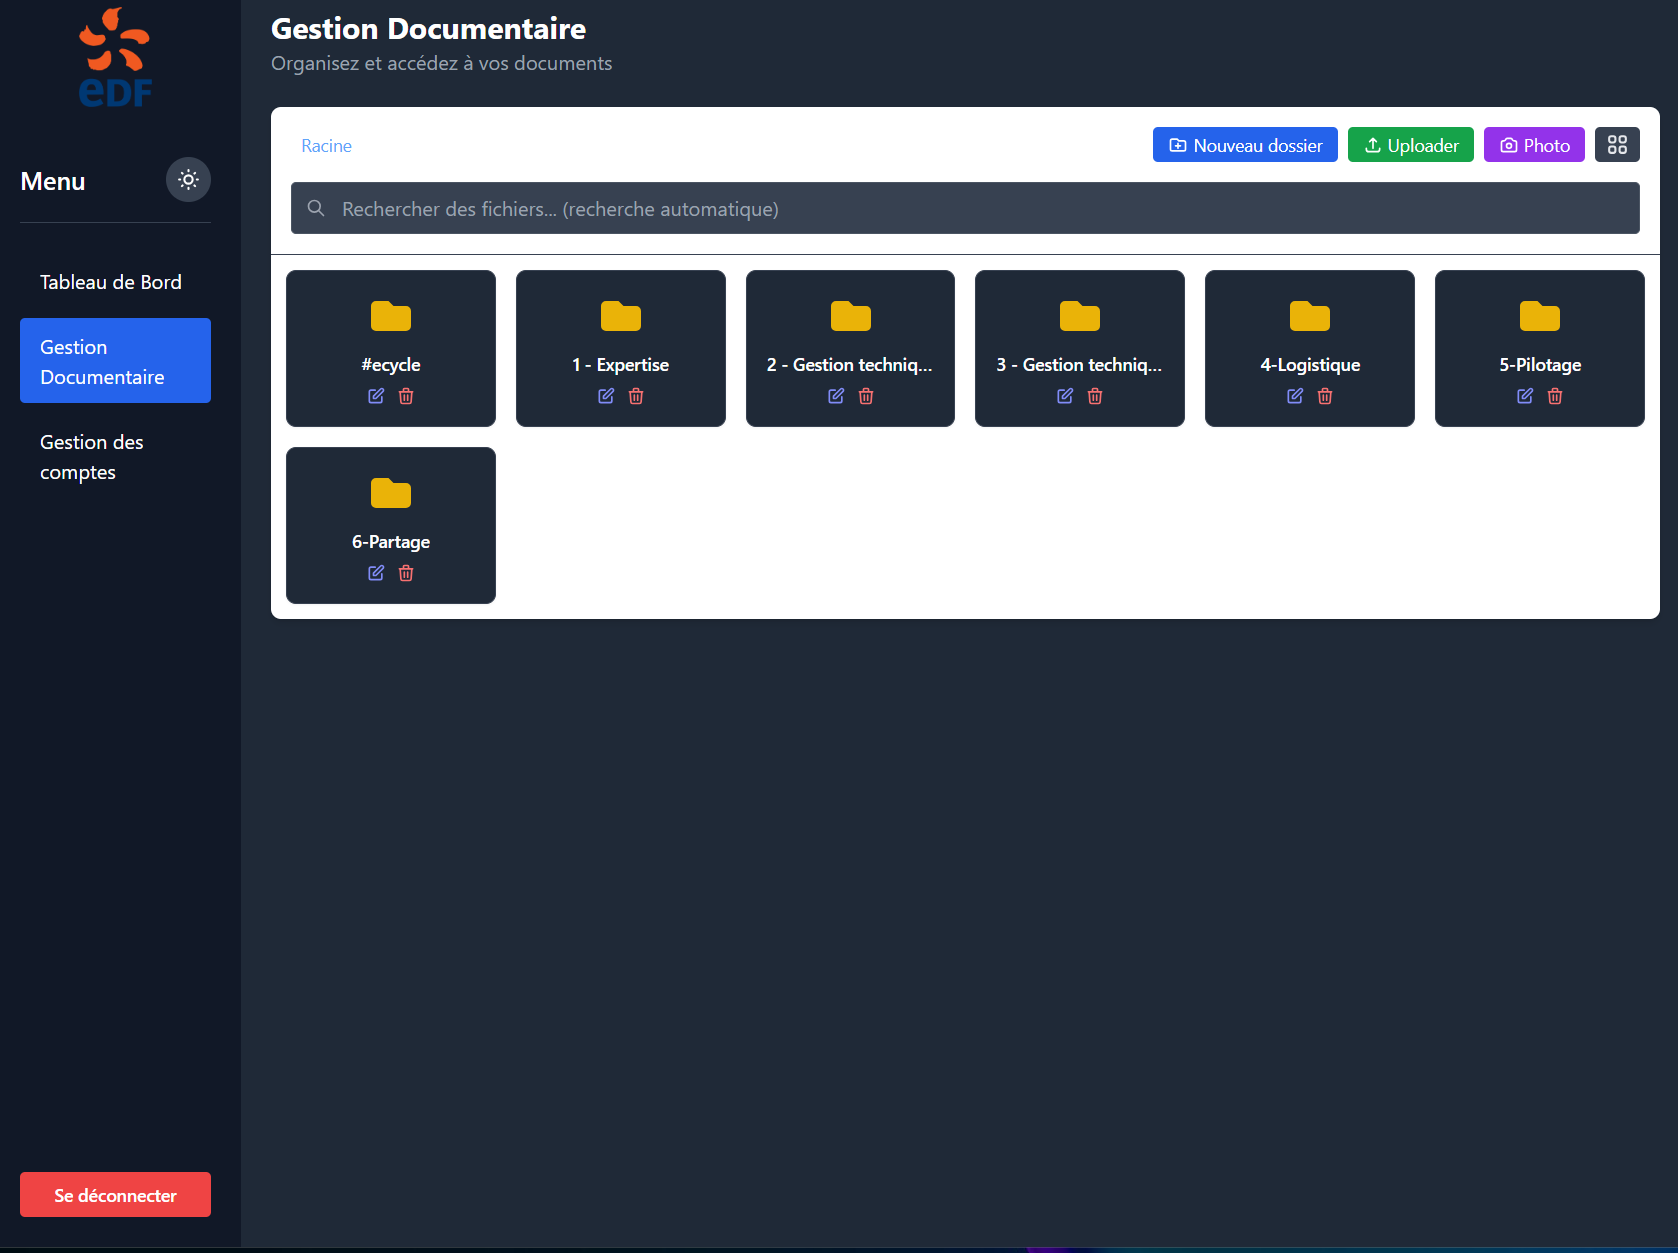 eDF
Menu
Tableau de Bord
Gestion
Documentaire
Gestion des
comptes
Se déconnecter
Gestion Documentaire
Organisez et accédez à vos documents
Racine
Nouveau dossier
Uploader
Photo
Rechercher des fichiers... (recherche automatique)
#ecycle
1 - Expertise
2 - Gestion techniq...
3 - Gestion techniq...
4-Logistique
5-Pilotage
6-Partage